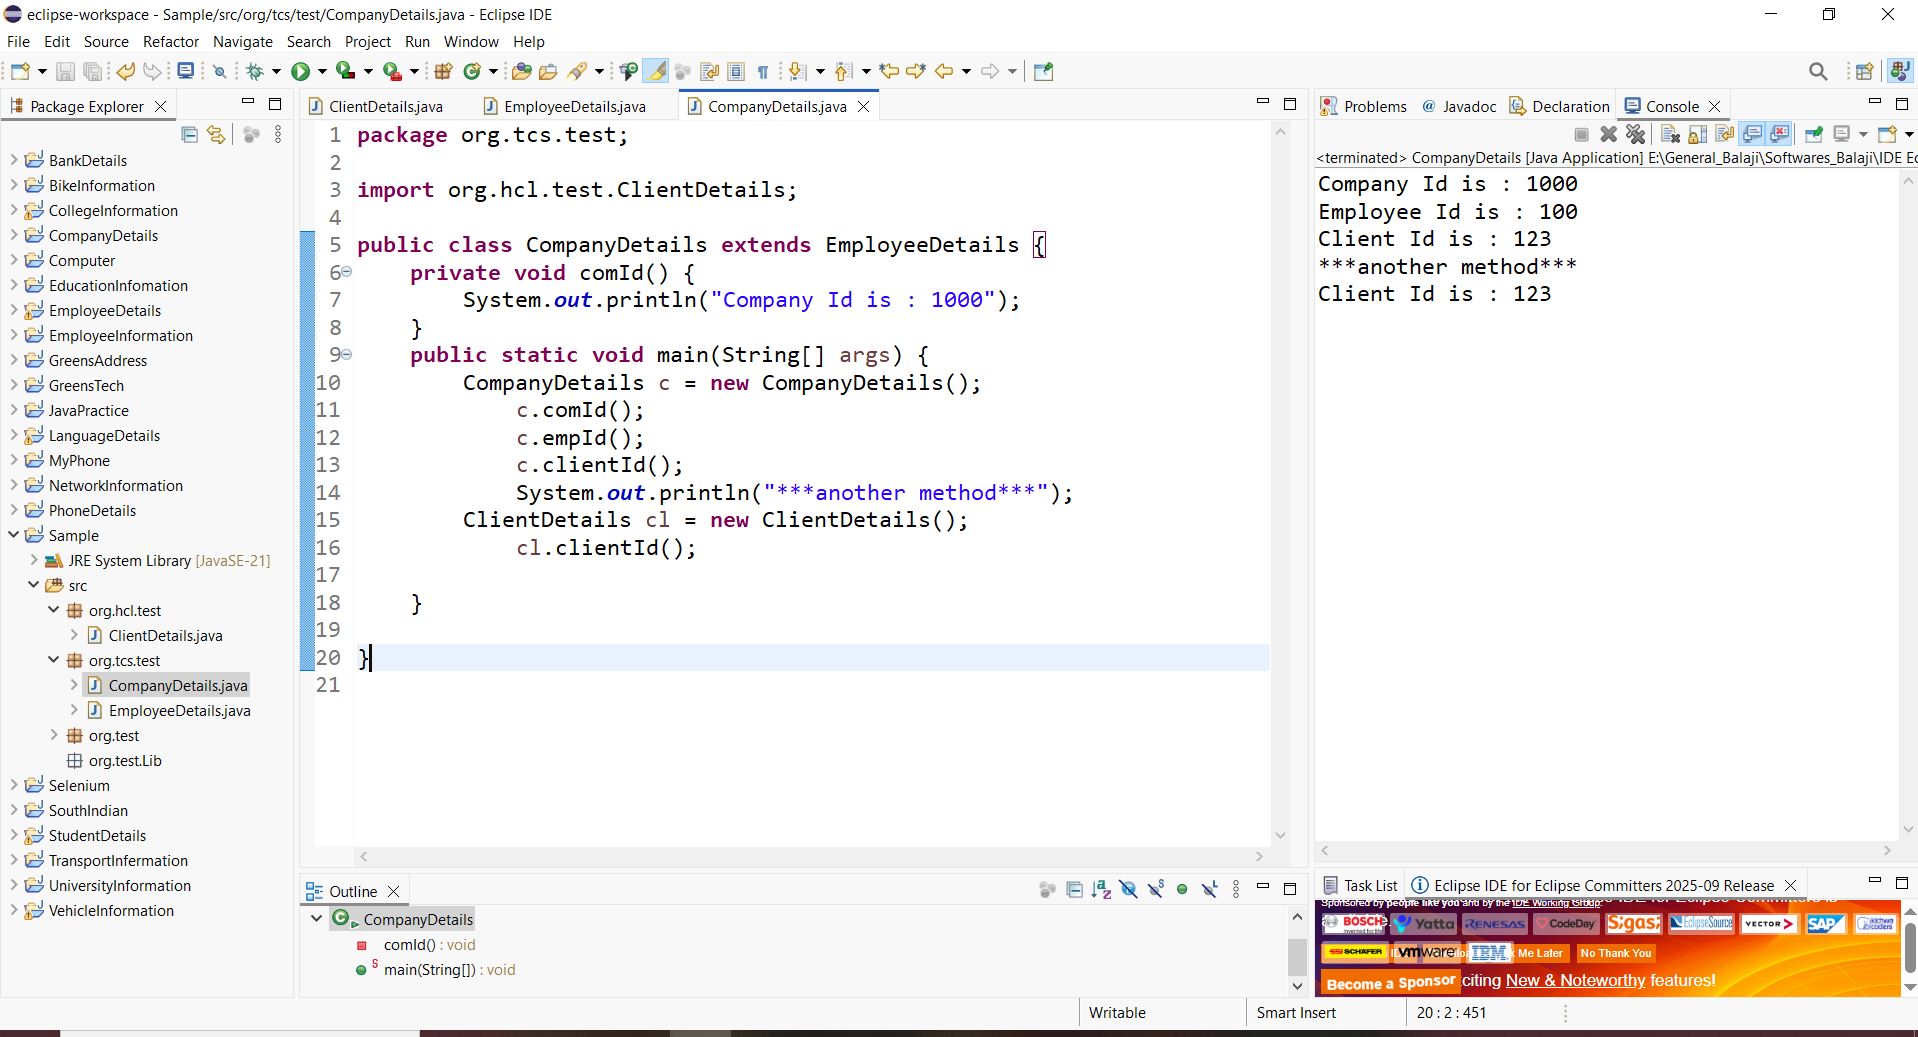 eclipse-workspace - Sample/src/org/tcs/test/CompanyDetails.java - Eclipse IDE
File Edit Source Refactor Navigate Search Project Run Window Help
Package Explorer
BankDetails
BikeInformation
CollegeInformation
CompanyDetails
Computer
EducationInfomation
EmployeeDetails
EmployeeInformation
GreensAddress
GreensTech
JavaPractice
LanguageDetails
MyPhone
NetworkInformation
PhoneDetails
Sample
JRE System Library [JavaSE-21]
src
org.hcl.test
ClientDetails.java
org.tcs.test
CompanyDetails.java
EmployeeDetails.java
org.test
org.test.Lib
Selenium
SouthIndian
StudentDetails
TransportInfermation
UniversityInformation
VehicleInformation
ClientDetails.java EmployeeDetails.java CompanyDetails.java
1 package org.tcs.test;
2
3 import org.hcl.test.ClientDetails;
4
5 public class CompanyDetails extends EmployeeDetails {
6 private void comId() {
7 System.out.println("Company Id is : 1000");
8 }
9 public static void main(String[] args) {
10 CompanyDetails c = new CompanyDetails();
11 c.comId();
12 c.empId();
13 c.clientId();
14 System.out.println("***another method***");
15 ClientDetails cl = new ClientDetails();
16 cl.clientId();
17
18 }
19
20 }
21
Outline
CompanyDetails
comId() : void
main(String[]) : void
Problems Javadoc Declaration Console
<terminated> CompanyDetails [Java Application] E:\General_Balaji\Softwares_Balaji\IDE Ec
Company Id is : 1000
Employee Id is : 100
Client Id is : 123
***another method***
Client Id is : 123
Task List Eclipse IDE for Eclipse Committers 2025-09 Release
Sponsored by people like you and by the IDE Working Group.
BOSCH Yatta RENESAS CodeDay Sigasi EclipseSource VECTOR SAP
Invented for life
SSI SCHAFER vmware IBM Me Later No Thank You
Become a Sponsor citing New & Noteworthy features!
Writable Smart Insert 20 : 2 : 451